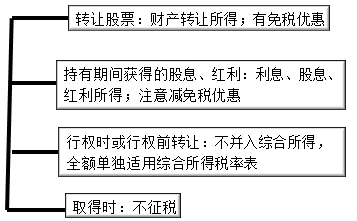 转让股票：财产转让所得；有免税优惠
持有期间获得的股息、红利：利息、股息、
红利所得；注意减免税优惠
行权时或行权前转让：不并入综合所得，
全额单独适用综合所得税率表
取得时：不征税